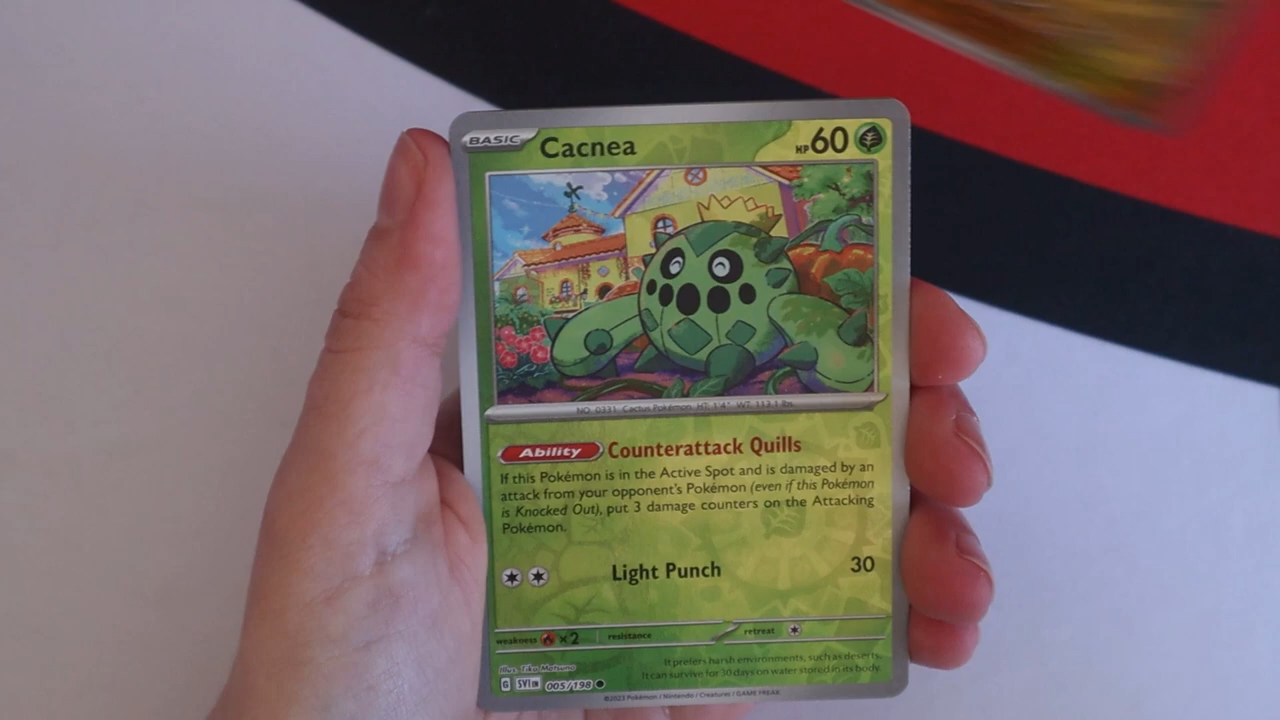 BASIC Cacnea HP 60
NO. 0331 Cactus Pokémon HT: 1'4" WT: 113.1 lbs.
Ability Counterattack Quills
If this Pokémon is in the Active Spot and is damaged by an
attack from your opponent's Pokémon (even if this Pokémon
is Knocked Out), put 3 damage counters on the Attacking
Pokémon.
Light Punch 30
weakness ×2 resistance retreat
Illus. Tika Matsuno
It prefers harsh environments, such as deserts.
It can survive for 30 days on water stored in its body.
G SVI EN 005/198
©2023 Pokémon / Nintendo / Creatures / GAME FREAK